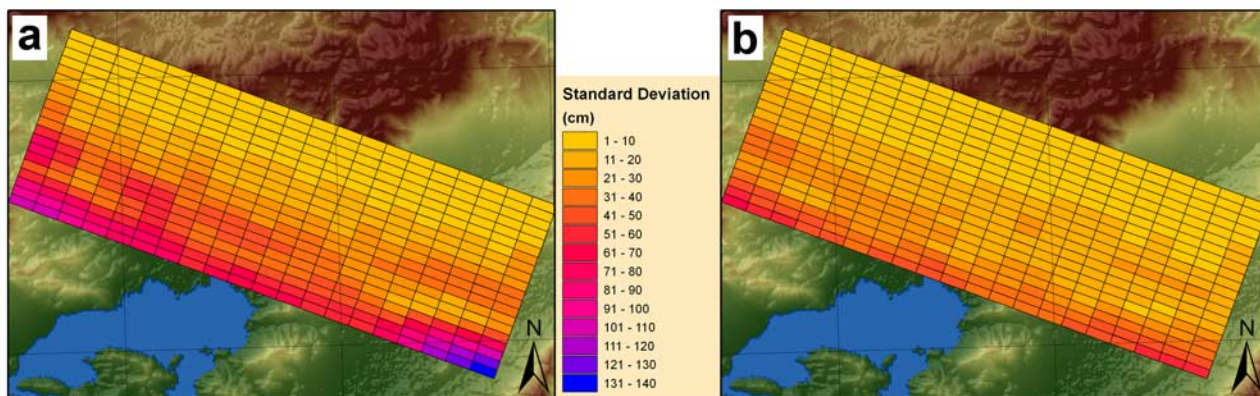 a
Standard Deviation
(cm)
1 - 10
11 - 20
21 - 30
31 - 40
41 - 50
51 - 60
61 - 70
71 - 80
81 - 90
91 - 100
101 - 110
111 - 120
121 - 130
131 - 140
N
b
N